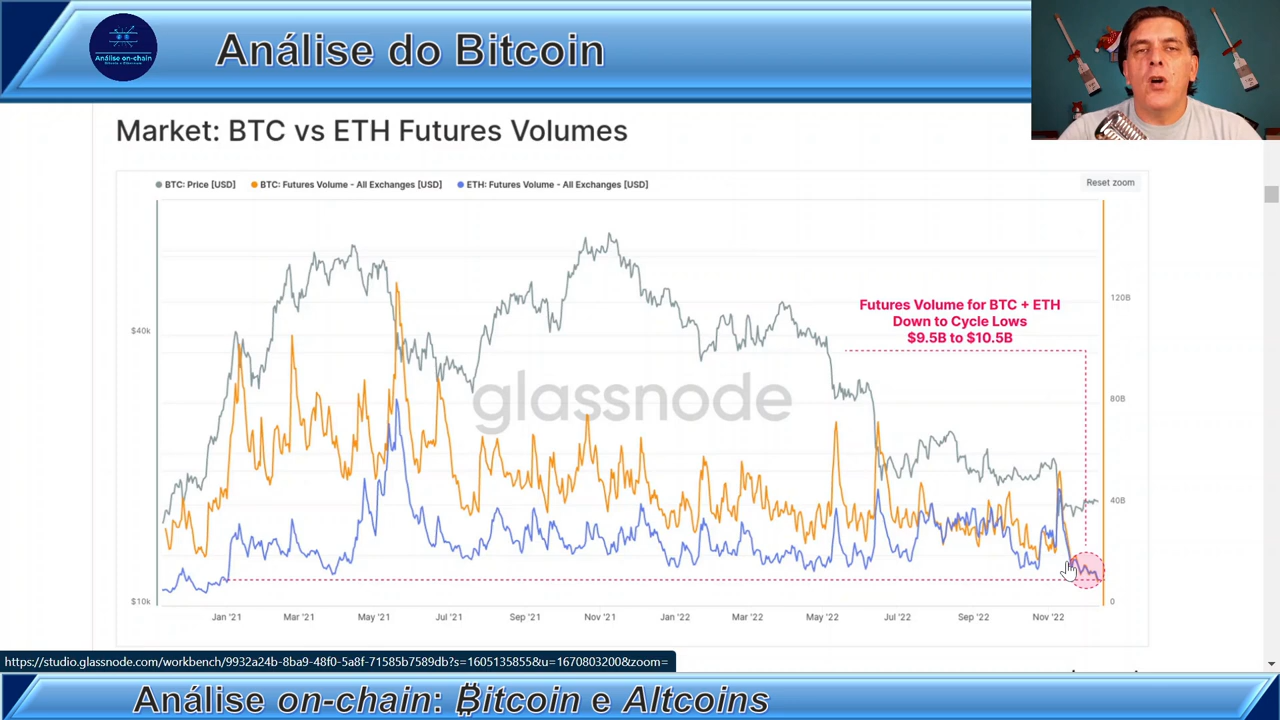 Análise on-chain
Bitcoin e Altcoins
Análise do Bitcoin
Market: BTC vs ETH Futures Volumes
BTC: Price [USD] BTC: Futures Volume - All Exchanges [USD] ETH: Futures Volume - All Exchanges [USD]
Reset zoom
Futures Volume for BTC + ETH
Down to Cycle Lows
$9.5B to $10.5B
120B
$40k
glassnode
80B
40B
$10k
0
Jan '21 Mar '21 May '21 Jul '21 Sep '21 Nov '21 Jan '22 Mar '22 May '22 Jul '22 Sep '22 Nov '22
https://studio.glassnode.com/workbench/9932a24b-8ba9-48f0-5a8f-71585b7589db?s=1605135855&u=1670803200&zoom=
Análise on-chain: ₿itcoin e Altcoins